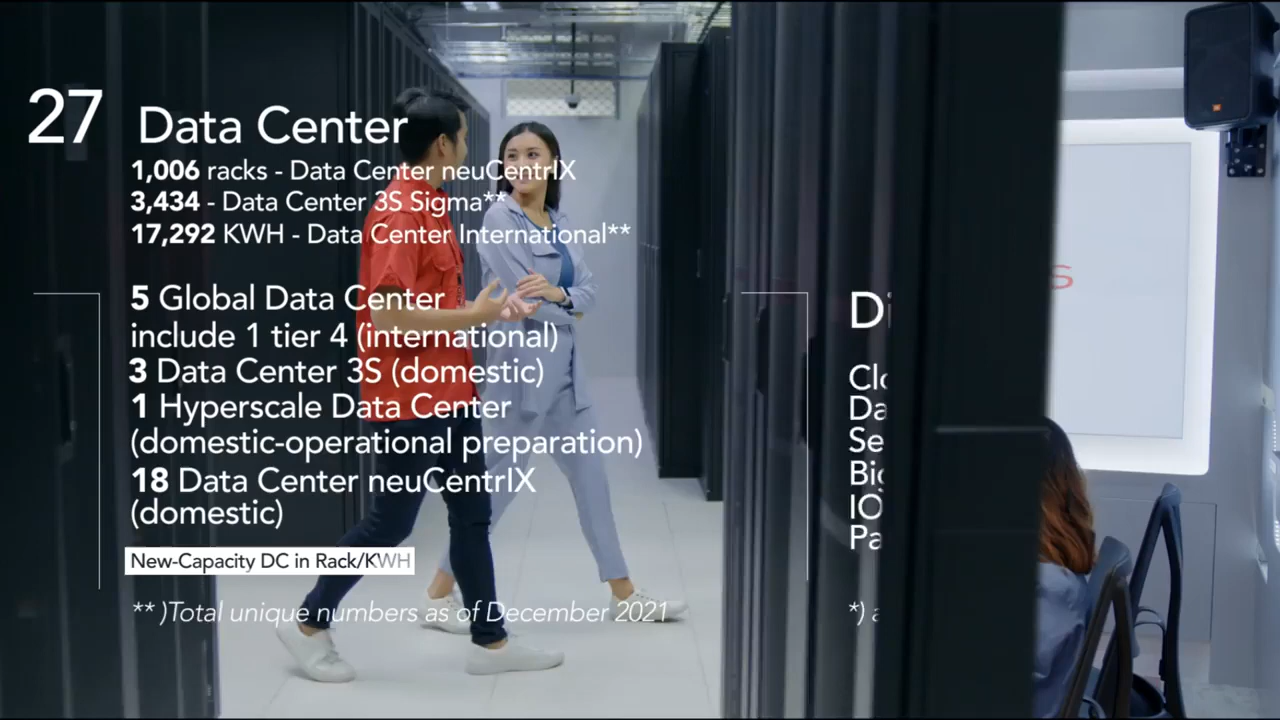 27 Data Center
1,006 racks - Data Center neuCentrIX
3,434 - Data Center 3S Sigma**
17,292 KWH - Data Center International**
5 Global Data Center
include 1 tier 4 (international)
3 Data Center 3S (domestic)
1 Hyperscale Data Center
(domestic-operational preparation)
18 Data Center neuCentrIX
(domestic)
New-Capacity DC in Rack/KWH
** )Total unique numbers as of December 2021